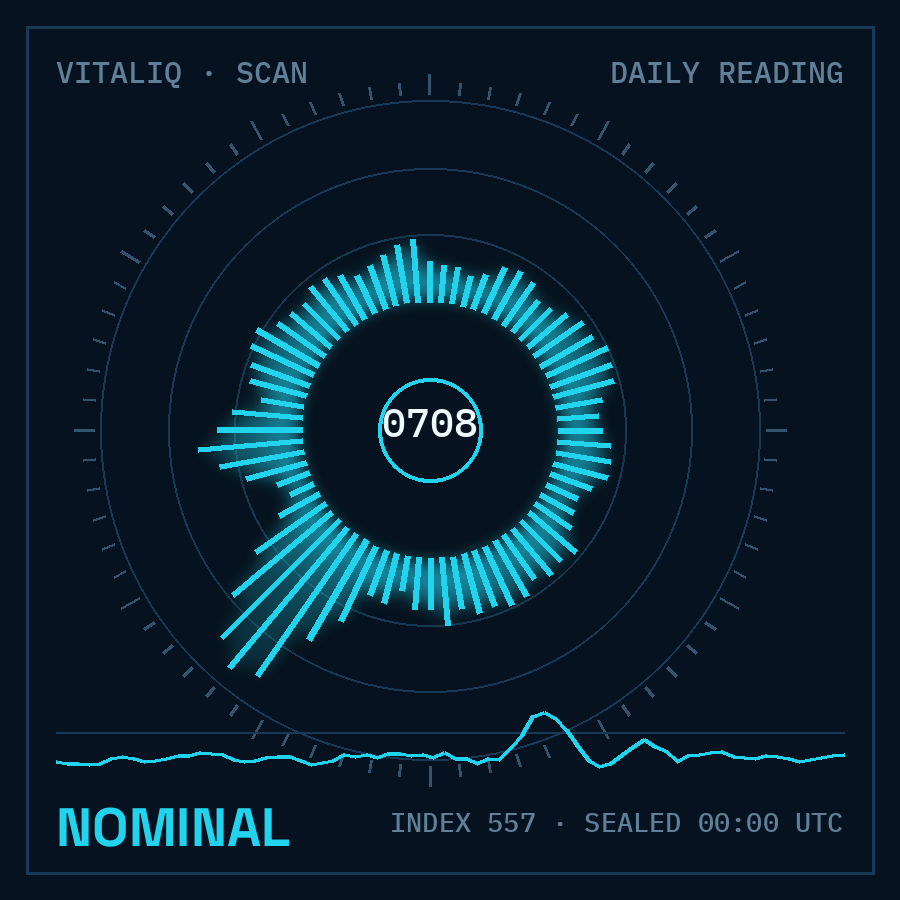 VITALIQ · SCAN
DAILY READING
0708
NOMINAL
INDEX 557 · SEALED 00:00 UTC